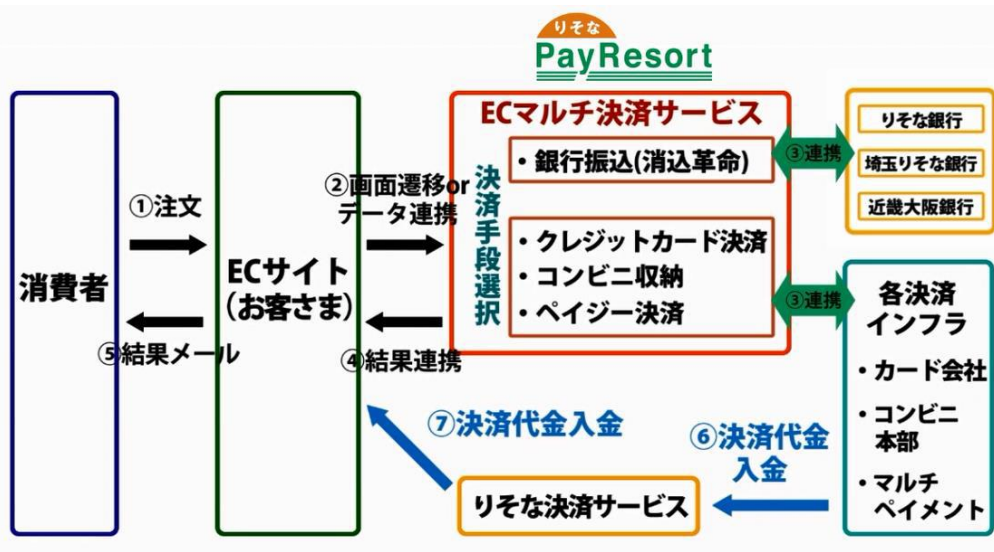 りそな
PayResort
消費者
①注文
⑤結果メール
ECサイト
(お客さま)
②画面遷移or
データ連携
④結果連携
ECマルチ決済サービス
決済手段選択
・銀行振込(消込革命)
・クレジットカード決済
・コンビニ収納
・ペイジー決済
③連携
③連携
りそな銀行
埼玉りそな銀行
近畿大阪銀行
各決済
インフラ
・カード会社
・コンビニ
本部
・マルチ
ペイメント
⑥決済代金
入金
りそな決済サービス
⑦決済代金入金